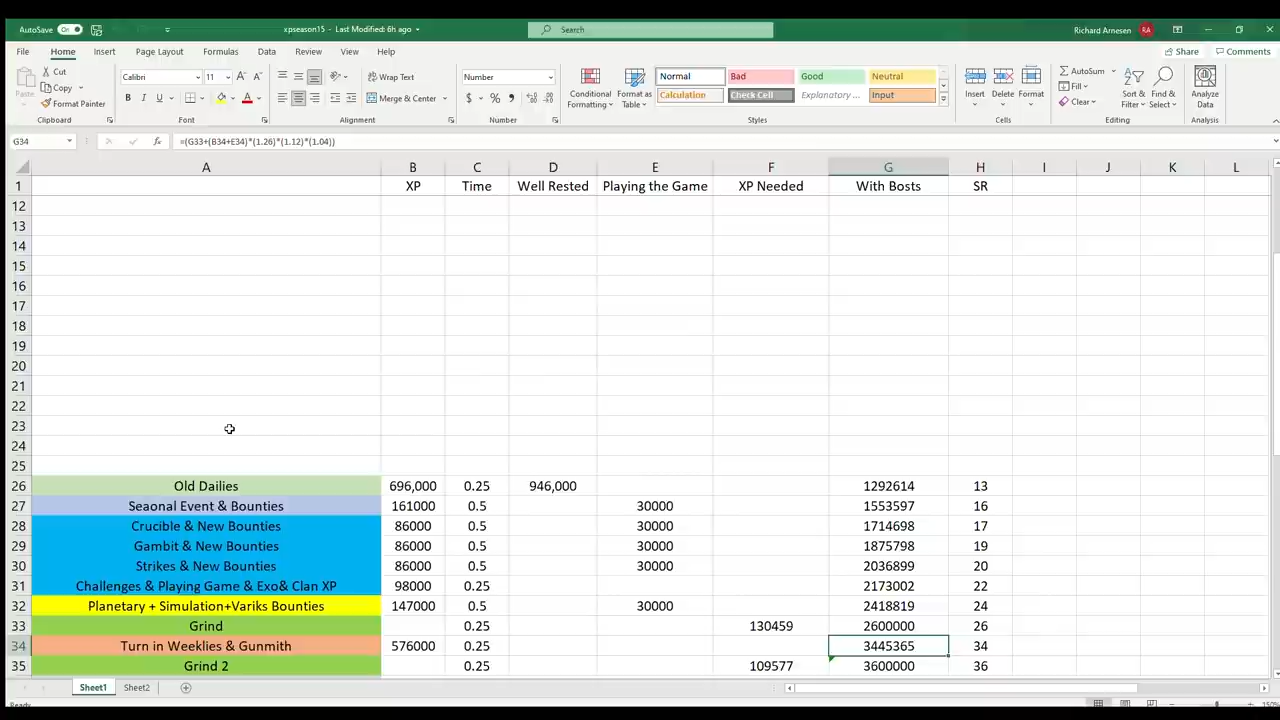 AutoSave On xpseason15 - Last Modified: 6h ago Search Richard Arnesen RA
File Home Insert Page Layout Formulas Data Review View Help Share Comments
Paste Cut Copy Format Painter Clipboard
Calibri 11 B I U A A Font
Wrap Text Merge & Center Alignment
Number $ % , Number
Conditional Formatting Format as Table Normal Bad Good Neutral Calculation Check Cell Explanatory ... Input Styles
Insert Delete Format Cells
AutoSum Fill Clear Sort & Filter Find & Select Editing
Analyze Data Analysis
G34 fx =(G33+(B34+E34)*(1.26)*(1.12)*(1.04))
A B C D E F G H I J K L
1 XP Time Well Rested Playing the Game XP Needed With Bosts SR
12
13
14
15
16
17
18
19
20
21
22
23
24
25
26 Old Dailies 696,000 0.25 946,000 1292614 13
27 Seaonal Event & Bounties 161000 0.5 30000 1553597 16
28 Crucible & New Bounties 86000 0.5 30000 1714698 17
29 Gambit & New Bounties 86000 0.5 30000 1875798 19
30 Strikes & New Bounties 86000 0.5 30000 2036899 20
31 Challenges & Playing Game & Exo& Clan XP 98000 0.25 2173002 22
32 Planetary + Simulation+Variks Bounties 147000 0.5 30000 2418819 24
33 Grind 0.25 130459 2600000 26
34 Turn in Weeklies & Gunmith 576000 0.25 3445365 34
35 Grind 2 0.25 109577 3600000 36
Sheet1 Sheet2
Ready 150%